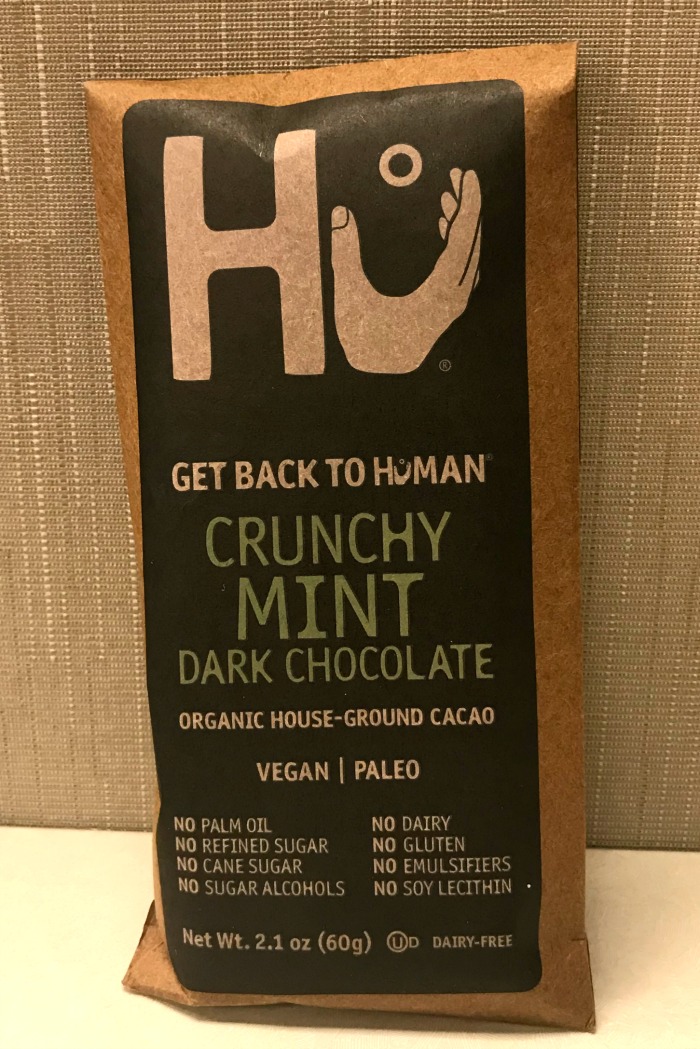 Hu
®
GET BACK TO HuMAN®
CRUNCHY
MINT
DARK CHOCOLATE
ORGANIC HOUSE-GROUND CACAO
VEGAN | PALEO
NO PALM OIL
NO REFINED SUGAR
NO CANE SUGAR
NO SUGAR ALCOHOLS
NO DAIRY
NO GLUTEN
NO EMULSIFIERS
NO SOY LECITHIN
Net Wt. 2.1 oz (60g) ⓊD DAIRY-FREE